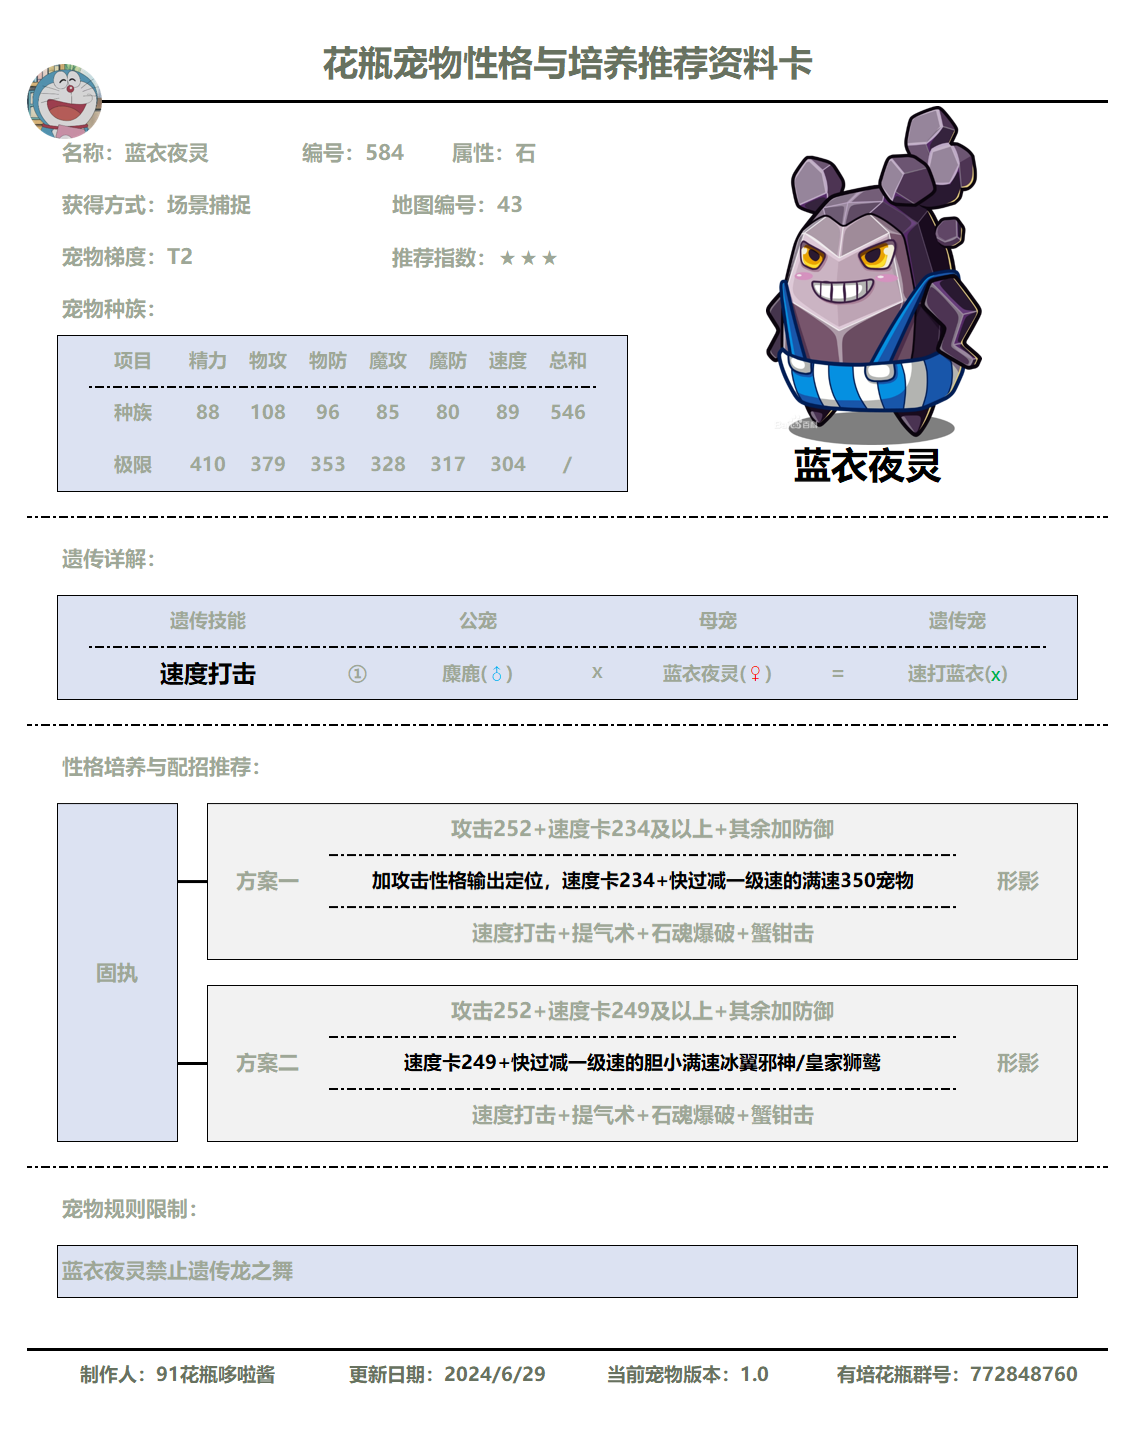 花瓶宠物性格与培养推荐资料卡
名称：蓝衣夜灵 编号：584 属性：石
获得方式：场景捕捉 地图编号：43
宠物梯度：T2 推荐指数：★★★
宠物种族：
项目 精力 物攻 物防 魔攻 魔防 速度 总和
种族 88 108 96 85 80 89 546
极限 410 379 353 328 317 304 /
蓝衣夜灵
遗传详解：
遗传技能 公宠 母宠 遗传宠
速度打击 ① 麋鹿(♂) X 蓝衣夜灵(♀) = 速打蓝衣(x)
性格培养与配招推荐：
固执
攻击252+速度卡234及以上+其余加防御
方案一 加攻击性格输出定位，速度卡234+快过减一级速的满速350宠物 形影
速度打击+提气术+石魂爆破+蟹钳击
攻击252+速度卡249及以上+其余加防御
方案二 速度卡249+快过减一级速的胆小满速冰翼邪神/皇家狮鹫 形影
速度打击+提气术+石魂爆破+蟹钳击
宠物规则限制：
蓝衣夜灵禁止遗传龙之舞
制作人：91花瓶哆啦酱 更新日期：2024/6/29 当前宠物版本：1.0 有培花瓶群号：772848760